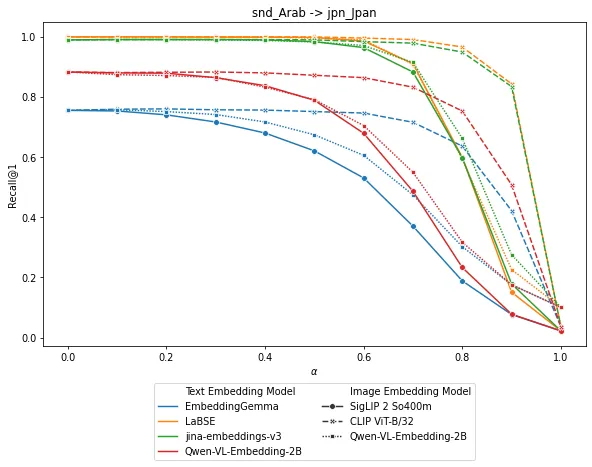 snd_Arab -> jpn_Jpan
Recall@1
1.0
0.8
0.6
0.4
0.2
0.0
0.0 0.2 0.4 0.6 0.8 1.0
α
Text Embedding Model Image Embedding Model
EmbeddingGemma SigLIP 2 So400m
LaBSE CLIP ViT-B/32
jina-embeddings-v3 Qwen-VL-Embedding-2B
Qwen-VL-Embedding-2B